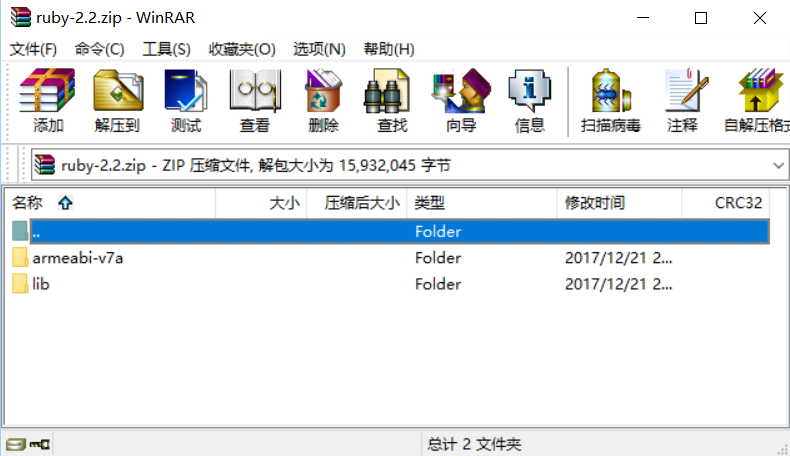 ruby-2.2.zip - WinRAR
文件(F) 命令(C) 工具(S) 收藏夹(O) 选项(N) 帮助(H)
添加 解压到 测试 查看 删除 查找 向导 信息 扫描病毒 注释 自解压格式
ruby-2.2.zip - ZIP 压缩文件, 解包大小为 15,932,045 字节
名称 大小 压缩后大小 类型 修改时间 CRC32
.. Folder
armeabi-v7a Folder 2017/12/21 2...
lib Folder 2017/12/21 2...
总计 2 文件夹